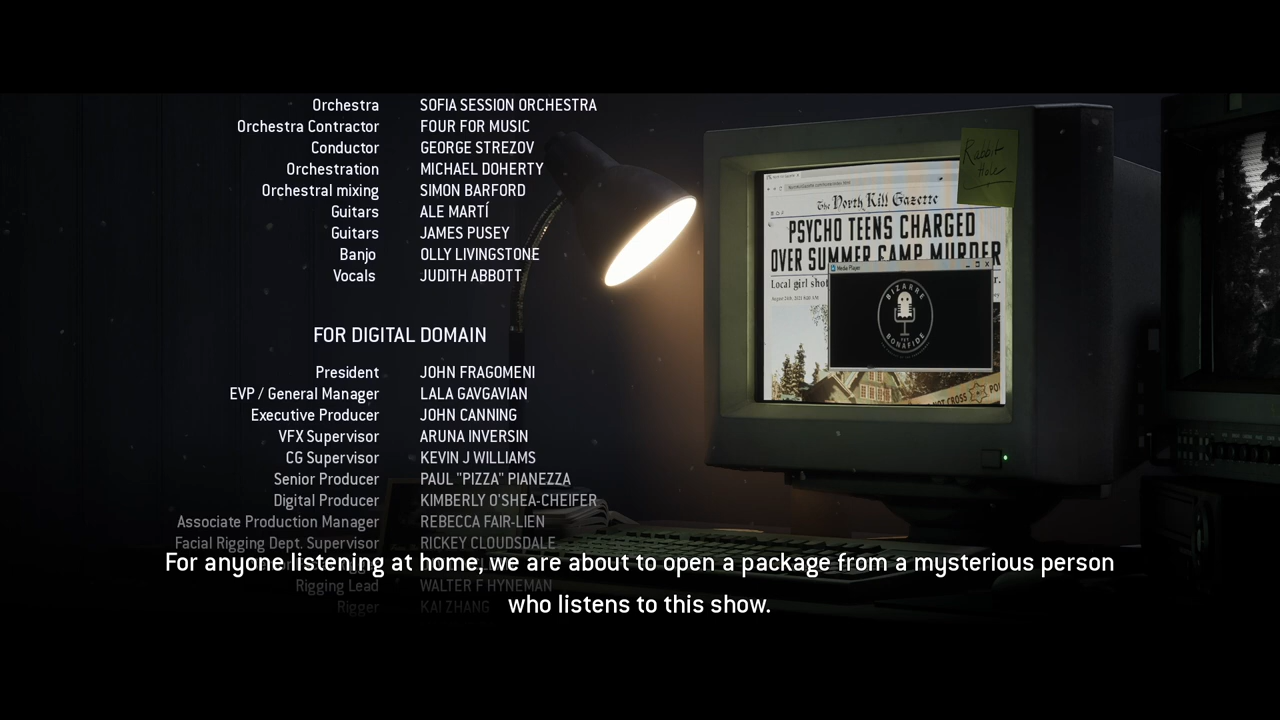 Orchestra SOFIA SESSION ORCHESTRA
Orchestra Contractor FOUR FOR MUSIC
Conductor GEORGE STREZOV
Orchestration MICHAEL DOHERTY
Orchestral mixing SIMON BARFORD
Guitars ALE MARTÍ
Guitars JAMES PUSEY
Banjo OLLY LIVINGSTONE
Vocals JUDITH ABBOTT
FOR DIGITAL DOMAIN
President JOHN FRAGOMENI
EVP / General Manager LALA GAVGAVIAN
Executive Producer JOHN CANNING
VFX Supervisor ARUNA INVERSIN
CG Supervisor KEVIN J WILLIAMS
Senior Producer PAUL "PIZZA" PIANEZZA
Digital Producer KIMBERLY O'SHEA-CHEIFER
Associate Production Manager REBECCA FAIR-LIEN
Facial Rigging Dept. Supervisor RICKEY CLOUDSDALE
Rigging Lead WALTER F HYNEMAN
Rigger KAI ZHANG
For anyone listening at home, we are about to open a package from a mysterious person
who listens to this show.
Rabbit
Hole
The North Kill Gazette
PSYCHO TEENS CHARGED
OVER SUMMER CAMP MURDER
Local girl shot
Media Player
BIZARRE
YET
BONAFIDE
NOT CROSS
PO